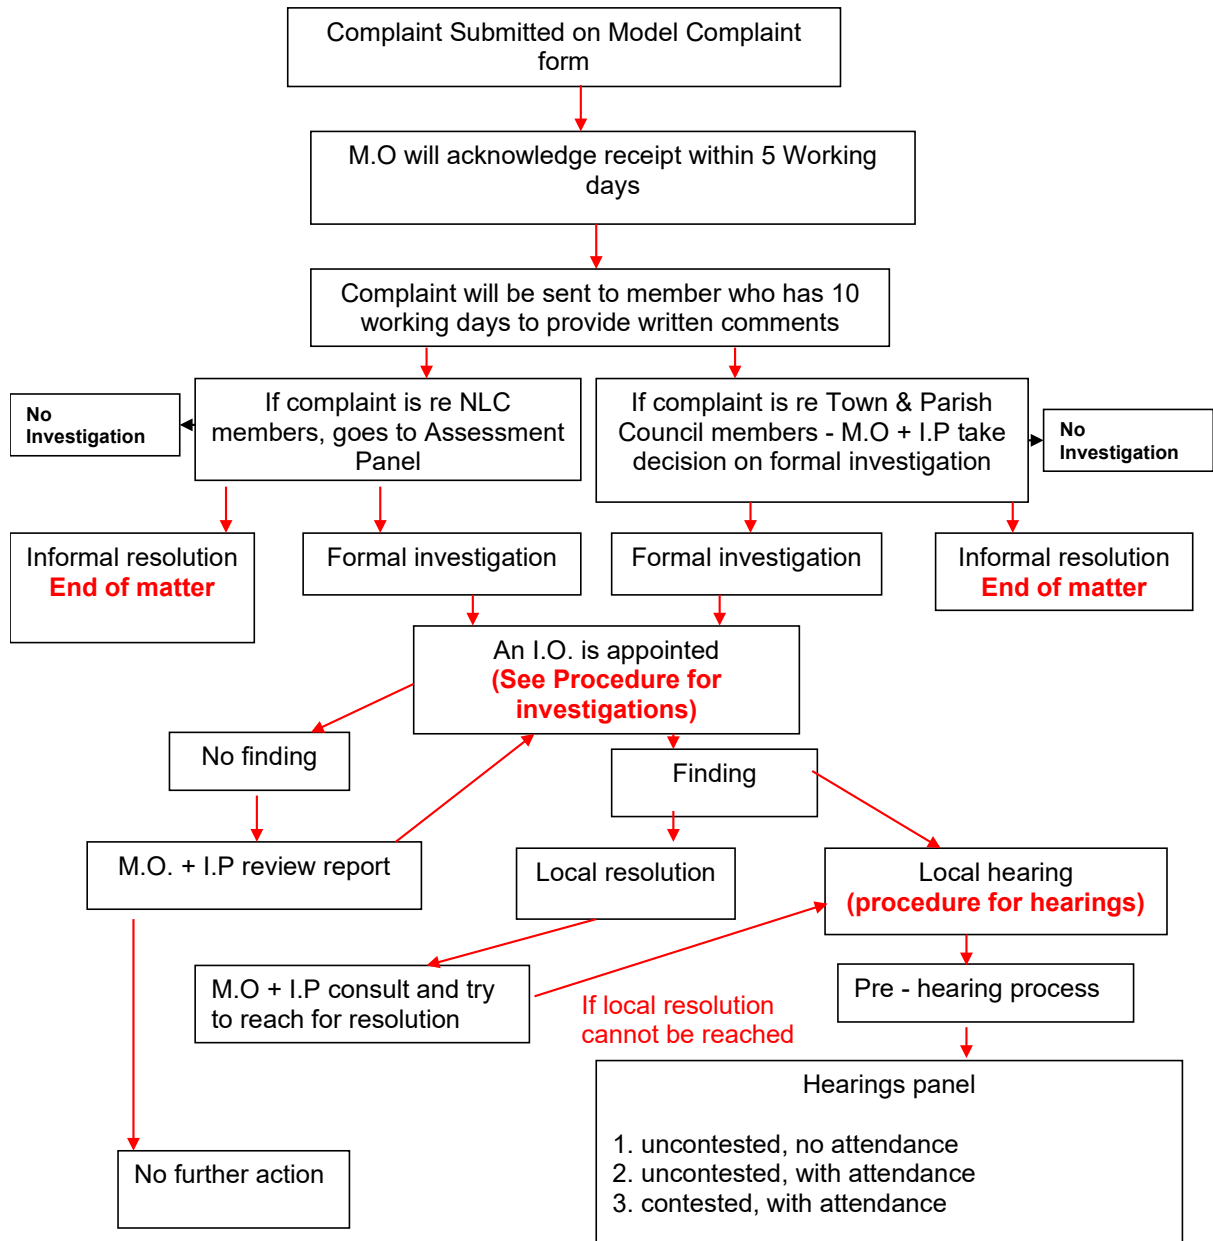 Complaint Submitted on Model Complaint
form
M.O will acknowledge receipt within 5 Working
days
Complaint will be sent to member who has 10
working days to provide written comments
No
Investigation
If complaint is re NLC
members, goes to Assessment
Panel
If complaint is re Town & Parish
Council members - M.O + I.P take
decision on formal investigation
No
Investigation
Informal resolution
End of matter
Formal investigation
Formal investigation
Informal resolution
End of matter
An I.O. is appointed
(See Procedure for
investigations)
No finding
Finding
M.O. + I.P review report
Local resolution
Local hearing
(procedure for hearings)
M.O + I.P consult and try
to reach for resolution
If local resolution
cannot be reached
Pre - hearing process
Hearings panel
1. uncontested, no attendance
2. uncontested, with attendance
3. contested, with attendance
No further action